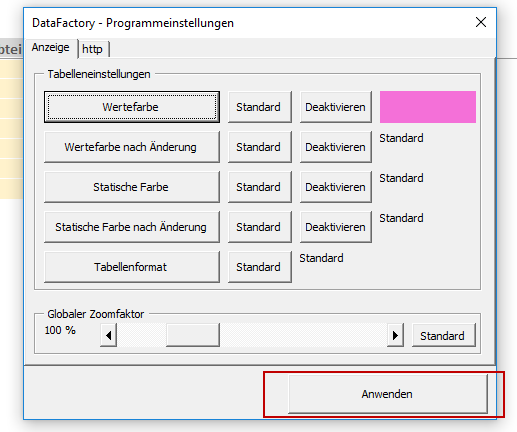 DataFactory - Programmeinstellungen
Anzeige http
Tabelleneinstellungen
Wertefarbe Standard Deaktivieren
Wertefarbe nach Änderung Standard Deaktivieren Standard
Statische Farbe Standard Deaktivieren Standard
Statische Farbe nach Änderung Standard Deaktivieren Standard
Tabellenformat Standard Standard
Globaler Zoomfaktor
100 % Standard
Anwenden